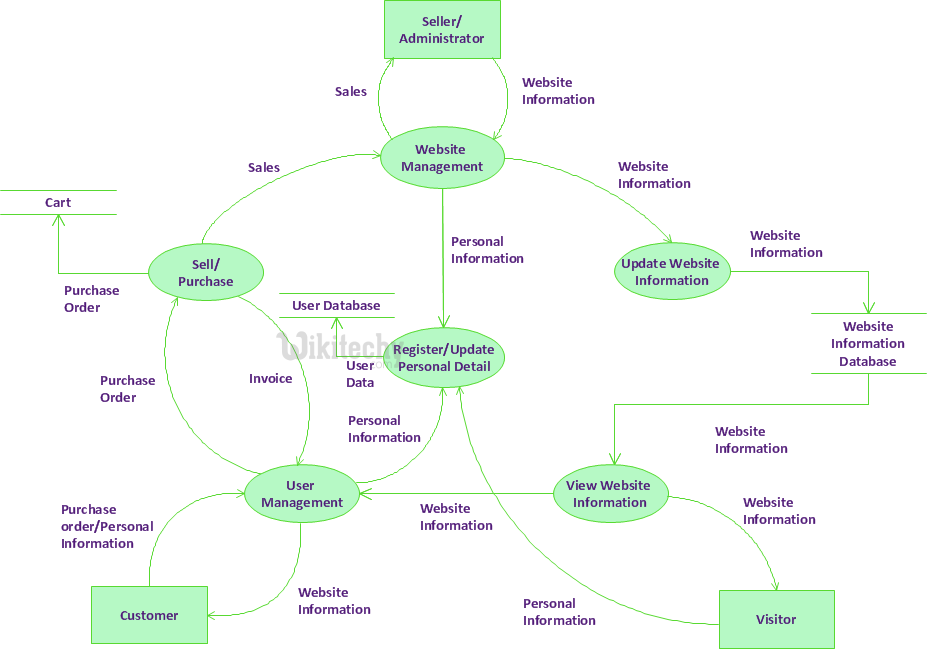 Seller/
Administrator
Sales
Website
Information
Website
Management
Sales
Website
Information
Cart
Personal
Information
Website
Information
Sell/
Purchase
Update Website
Information
Purchase
Order
User Database
Website
Information
Database
Wikitechy
.com
Register/Update
Personal Detail
User
Data
Purchase
Order
Invoice
Personal
Information
Website
Information
User
Management
View Website
Information
Website
Information
Website
Information
Purchase
order/Personal
Information
Website
Information
Personal
Information
Customer
Visitor